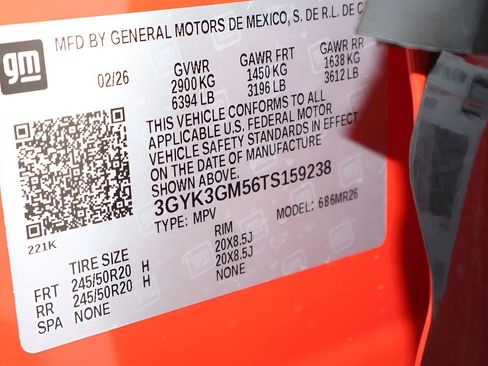 gm
MFD BY GENERAL MOTORS DE MEXICO, S. DE R.L. DE C
02/26 GVWR GAWR FRT GAWR RR
2900 KG 1450 KG 1638 KG
6394 LB 3196 LB 3612 LB
THIS VEHICLE CONFORMS TO ALL
APPLICABLE U.S. FEDERAL MOTOR
VEHICLE SAFETY STANDARDS IN EFFECT
ON THE DATE OF MANUFACTURE
SHOWN ABOVE.
3GYK3GM56TS159238
TYPE: MPV MODEL: 686MR26
221K
TIRE SIZE RIM
FRT 245/50R20 H 20X8.5J
RR 245/50R20 H 20X8.5J
SPA NONE NONE